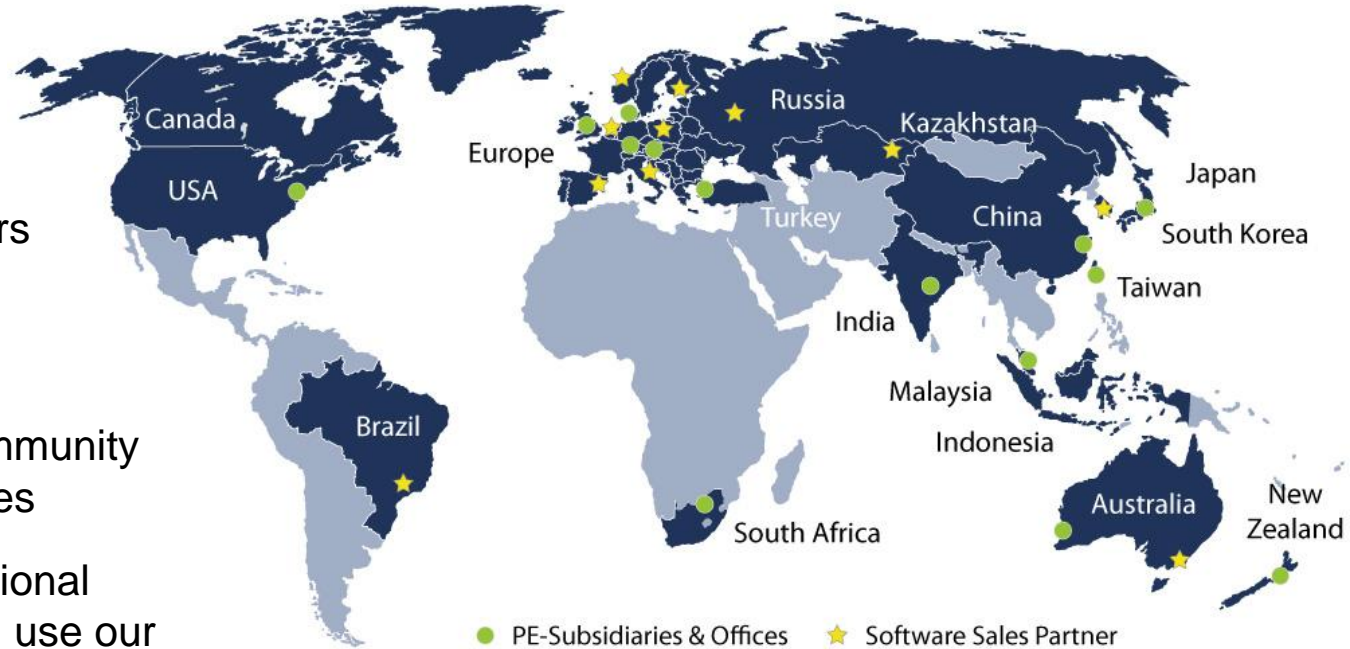 rs
mmunity
es
ional
use our
Canada
USA
Europe
Russia
Kazakhstan
Japan
Turkey
China
South Korea
Taiwan
India
Malaysia
Indonesia
Brazil
South Africa
Australia
New
Zealand
PE-Subsidiaries & Offices
Software Sales Partner